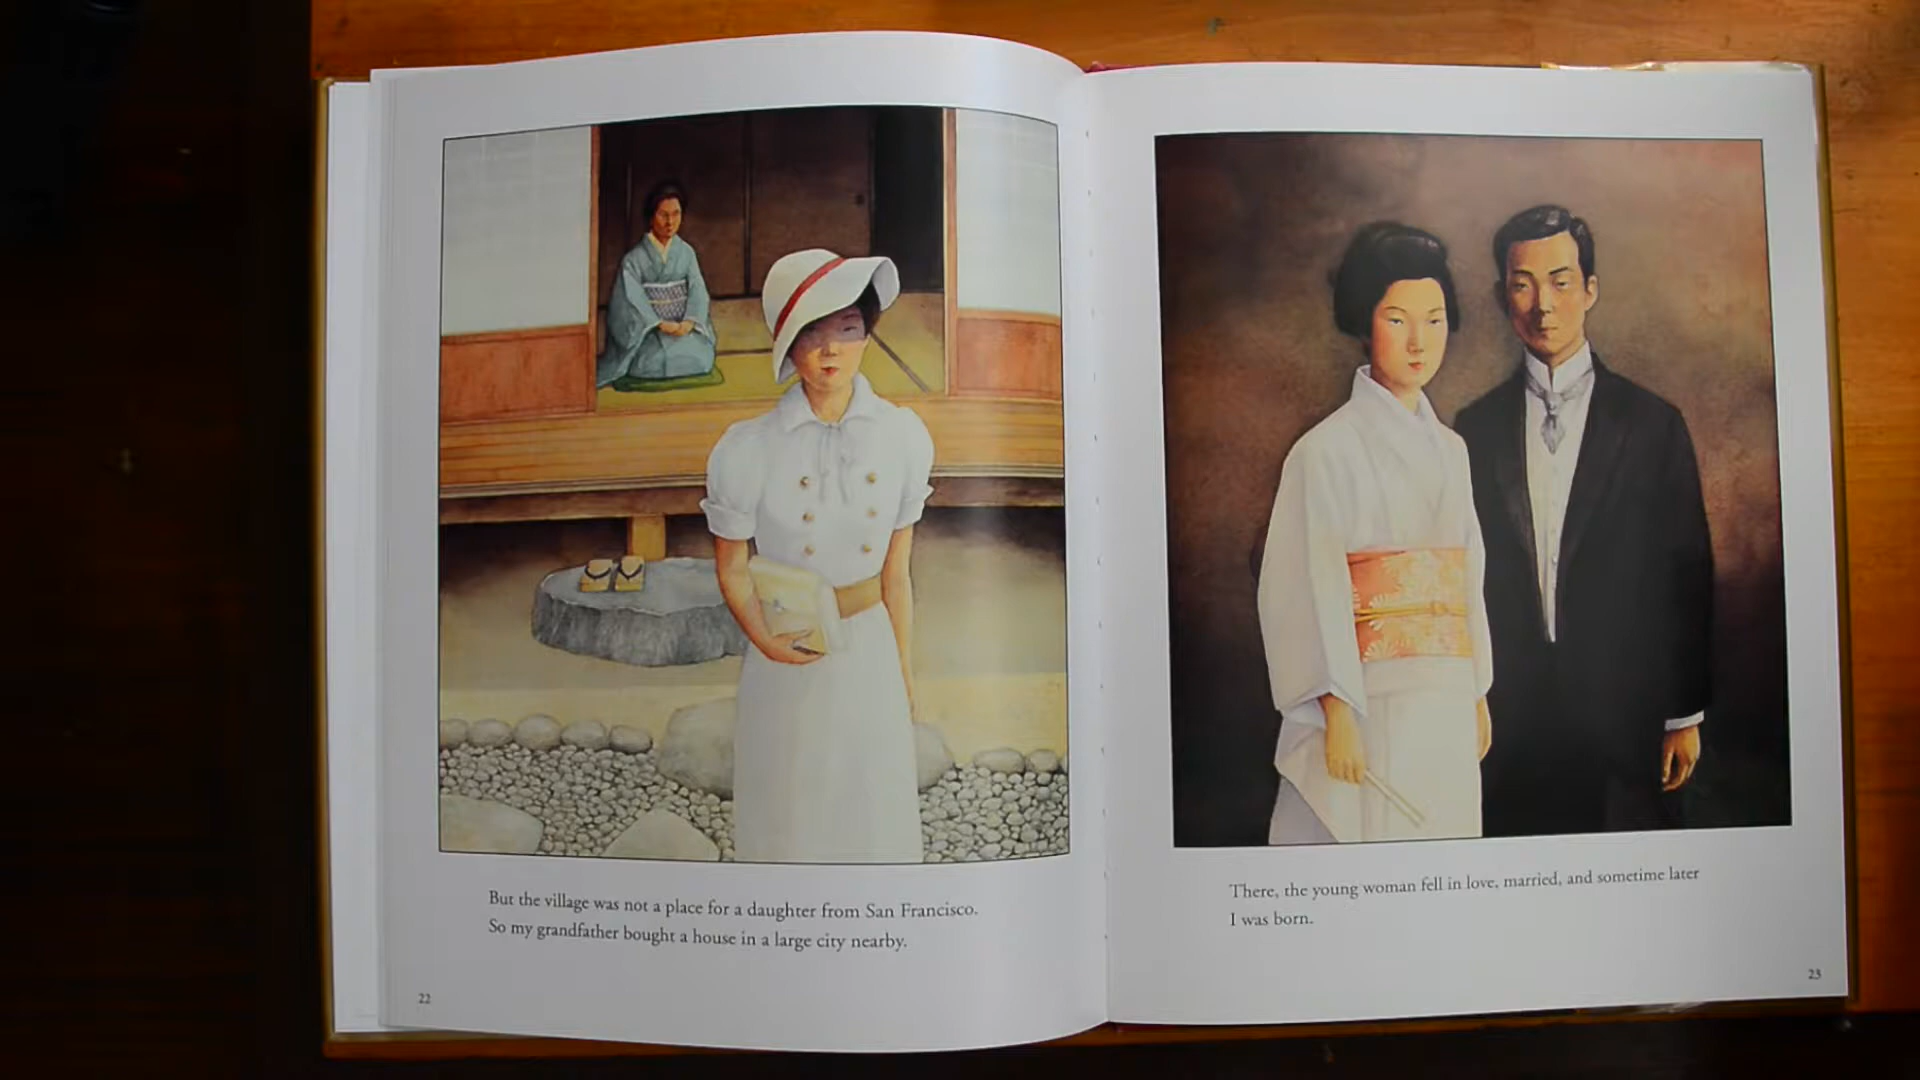 But the village was not a place for a daughter from San Francisco.
So my grandfather bought a house in a large city nearby.
22
There, the young woman fell in love, married, and sometime later
I was born.
23